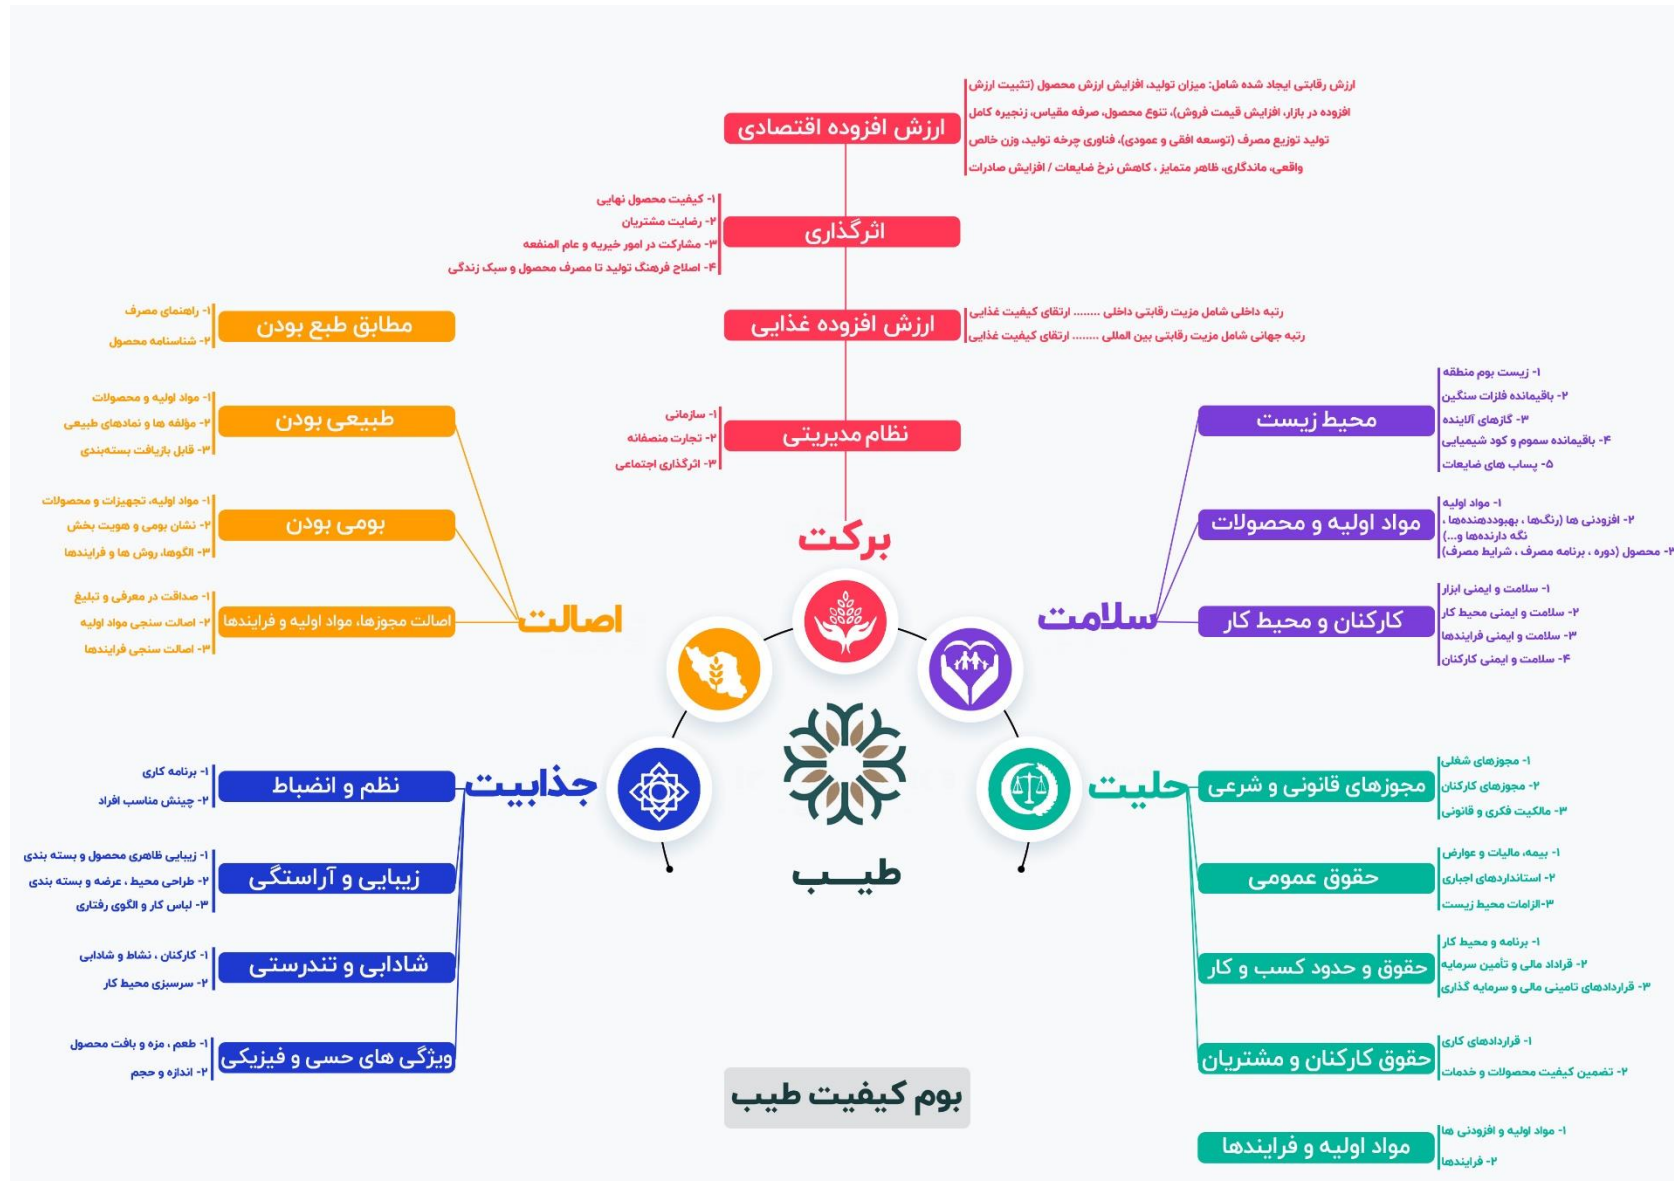 ارزش افزوده اقتصادی
ارزش رقابتی ایجاد شده شامل: میزان تولید، افزایش ارزش محصول (تثبیت ارزش
افزوده در بازار، افزایش قیمت فروش)، تنوع محصول، صرفه مقیاس، زنجیره کامل
تولید توزیع مصرف (توسعه افقی و عمودی)، فناوری چرخه تولید، وزن خالص
واقعی، ماندگاری، ظاهر متمایز ، کاهش نرخ ضایعات / افزایش صادرات
اثرگذاری
۱- کیفیت محصول نهایی
۲- رضایت مشتریان
۳- مشارکت در امور خیریه و عام المنفعه
۴- اصلاح فرهنگ تولید تا مصرف محصول و سبک زندگی
ارزش افزوده غذایی
رتبه داخلی شامل مزیت رقابتی داخلی ........ ارتقای کیفیت غذایی
رتبه جهانی شامل مزیت رقابتی بین المللی ........ ارتقای کیفیت غذایی
نظام مدیریتی
۱- سازمانی
۲- تجارت منصفانه
۳- اثرگذاری اجتماعی
برکت
سلامت
محیط زیست
۱- زیست بوم منطقه
۲- باقیمانده فلزات سنگین
۳- گازهای آلاینده
۴- باقیمانده سموم و کود شیمیایی
۵- پساب های ضایعات
مواد اولیه و محصولات
۱- مواد اولیه
۲- افزودنی ها (رنگ‌ها ، بهبوددهنده‌ها ،
نگه دارنده‌ها و...)
۳- محصول (دوره ، برنامه مصرف ، شرایط مصرف)
کارکنان و محیط کار
۱- سلامت و ایمنی ابزار
۲- سلامت و ایمنی محیط کار
۳- سلامت و ایمنی فرایندها
۴- سلامت و ایمنی کارکنان
حلیت
مجوزهای قانونی و شرعی
۱- مجوزهای شغلی
۲- مجوزهای کارکنان
۳- مالکیت فکری و قانونی
حقوق عمومی
۱- بیمه، مالیات و عوارض
۲- استانداردهای اجباری
۳-الزامات محیط زیست
حقوق و حدود کسب و کار
۱- برنامه و محیط کار
۲- قراداد مالی و تأمین سرمایه
۳- قراردادهای تامینی مالی و سرمایه گذاری
حقوق کارکنان و مشتریان
۱- قراردادهای کاری
۲- تضمین کیفیت محصولات و خدمات
مواد اولیه و فرایندها
۱- مواد اولیه و افزودنی ها
۲- فرایندها
اصالت
مطابق طبع بودن
۱- راهنمای مصرف
۲- شناسنامه محصول
طبیعی بودن
۱- مواد اولیه و محصولات
۲- مؤلفه ها و نمادهای طبیعی
۳- قابل بازیافت بسته‌بندی
بومی بودن
۱- مواد اولیه، تجهیزات و محصولات
۲- نشان بومی و هویت بخش
۳- الگوها، روش ها و فرایندها
اصالت مجوزها، مواد اولیه و فرایندها
۱- صداقت در معرفی و تبلیغ
۲- اصالت سنجی مواد اولیه
۳- اصالت سنجی فرایندها
جذابیت
نظم و انضباط
۱- برنامه کاری
۲- چینش مناسب افراد
زیبایی و آراستگی
۱- زیبایی ظاهری محصول و بسته بندی
۲- طراحی محیط ، عرضه و بسته بندی
۳- لباس کار و الگوی رفتاری
شادابی و تندرستی
۱- کارکنان ، نشاط و شادابی
۲- سرسبزی محیط کار
ویژگی های حسی و فیزیکی
۱- طعم ، مزه و بافت محصول
۲- اندازه و حجم
طیــب
بوم کیفیت طیب